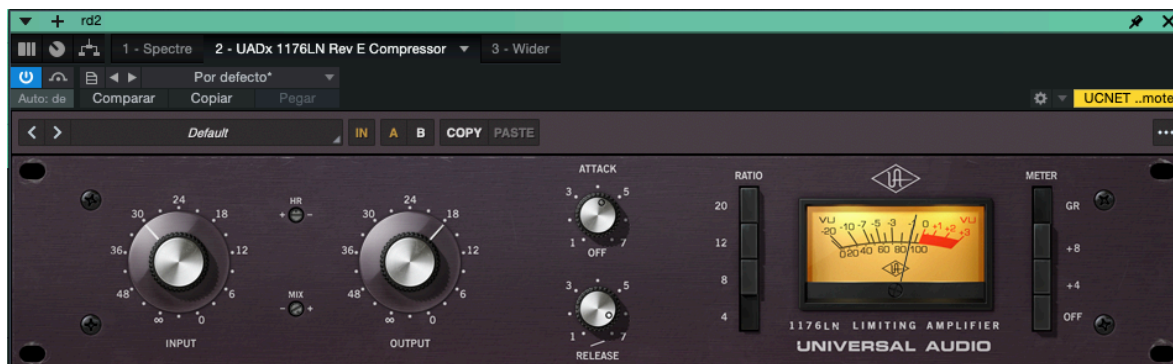 rd2
1 - Spectre 2 - UADx 1176LN Rev E Compressor 3 - Wider
Por defecto*
Auto: de Comparar Copiar Pegar UCNET ..mote
Default IN A B COPY PASTE
ATTACK
3 5
1 7
OFF
24
30 18
36 12
48 6
∞ 0
INPUT
HR
+ -
MIX
- +
24
30 18
36 12
48 6
∞ 0
OUTPUT
3 5
1 7
RELEASE
RATIO
20
12
8
4
UA
VU -20 -10 -7 -5 -3 -1 0 +1 +2 +3 VU
0 20 40 60 80 100
UA
1176LN LIMITING AMPLIFIER
UNIVERSAL AUDIO
METER
GR
+8
+4
OFF